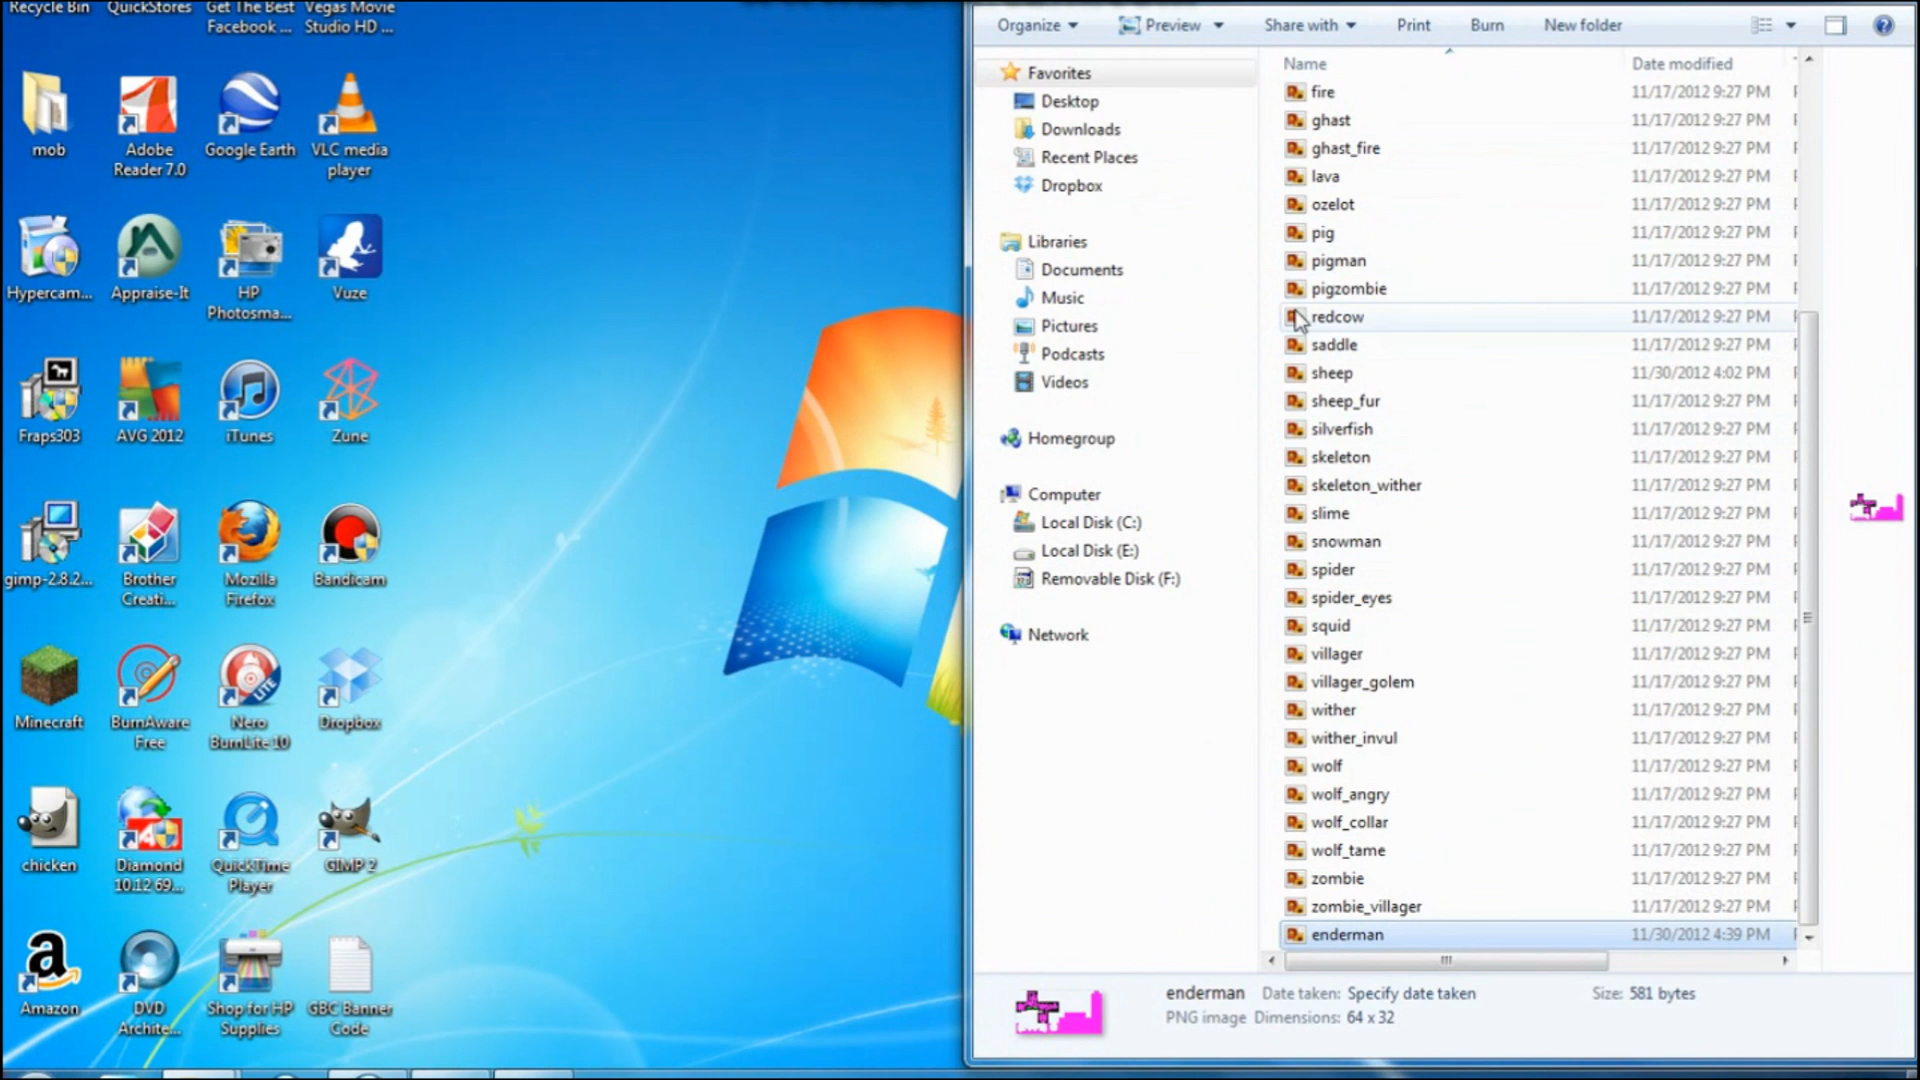 Recycle Bin
QuickStores
Get The Best
Facebook ...
Vegas Movie
Studio HD ...
mob
Adobe
Reader 7.0
Google Earth
VLC media
player
Hypercam...
Appraise-It
HP
Photosma...
Vuze
Fraps303
AVG 2012
iTunes
Zune
gimp-2.8.2...
Brother
Creati...
Mozilla
Firefox
Bandicam
Minecraft
BurnAware
Free
Nero
BurnLite 10
Dropbox
chicken
Diamond
10.12 69...
QuickTime
Player
GIMP 2
Amazon
DVD
Archite...
Shop for HP
Supplies
GBC Banner
Code
Organize
Preview
Share with
Print
Burn
New folder
Favorites
Desktop
Downloads
Recent Places
Dropbox
Libraries
Documents
Music
Pictures
Podcasts
Videos
Homegroup
Computer
Local Disk (C:)
Local Disk (E:)
Removable Disk (F:)
Network
Name Date modified
fire 11/17/2012 9:27 PM
ghast 11/17/2012 9:27 PM
ghast_fire 11/17/2012 9:27 PM
lava 11/17/2012 9:27 PM
ozelot 11/17/2012 9:27 PM
pig 11/17/2012 9:27 PM
pigman 11/17/2012 9:27 PM
pigzombie 11/17/2012 9:27 PM
redcow 11/17/2012 9:27 PM
saddle 11/17/2012 9:27 PM
sheep 11/30/2012 4:02 PM
sheep_fur 11/17/2012 9:27 PM
silverfish 11/17/2012 9:27 PM
skeleton 11/17/2012 9:27 PM
skeleton_wither 11/17/2012 9:27 PM
slime 11/17/2012 9:27 PM
snowman 11/17/2012 9:27 PM
spider 11/17/2012 9:27 PM
spider_eyes 11/17/2012 9:27 PM
squid 11/17/2012 9:27 PM
villager 11/17/2012 9:27 PM
villager_golem 11/17/2012 9:27 PM
wither 11/17/2012 9:27 PM
wither_invul 11/17/2012 9:27 PM
wolf 11/17/2012 9:27 PM
wolf_angry 11/17/2012 9:27 PM
wolf_collar 11/17/2012 9:27 PM
wolf_tame 11/17/2012 9:27 PM
zombie 11/17/2012 9:27 PM
zombie_villager 11/17/2012 9:27 PM
enderman 11/30/2012 4:39 PM
enderman Date taken: Specify date taken Size: 581 bytes
PNG image Dimensions: 64 x 32